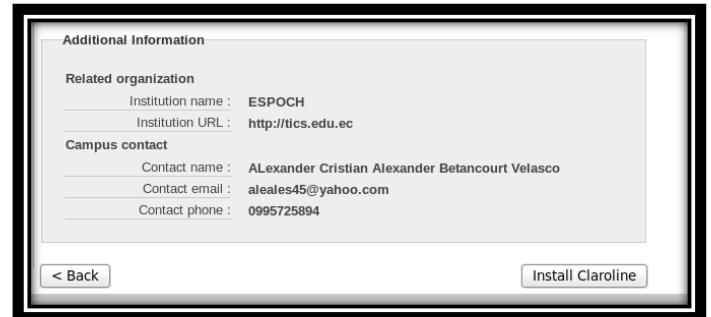 Additional Information
Related organization
Institution name : ESPOCH
Institution URL : http://tics.edu.ec
Campus contact
Contact name : ALexander Cristian Alexander Betancourt Velasco
Contact email : aleales45@yahoo.com
Contact phone : 0995725894
< Back Install Claroline